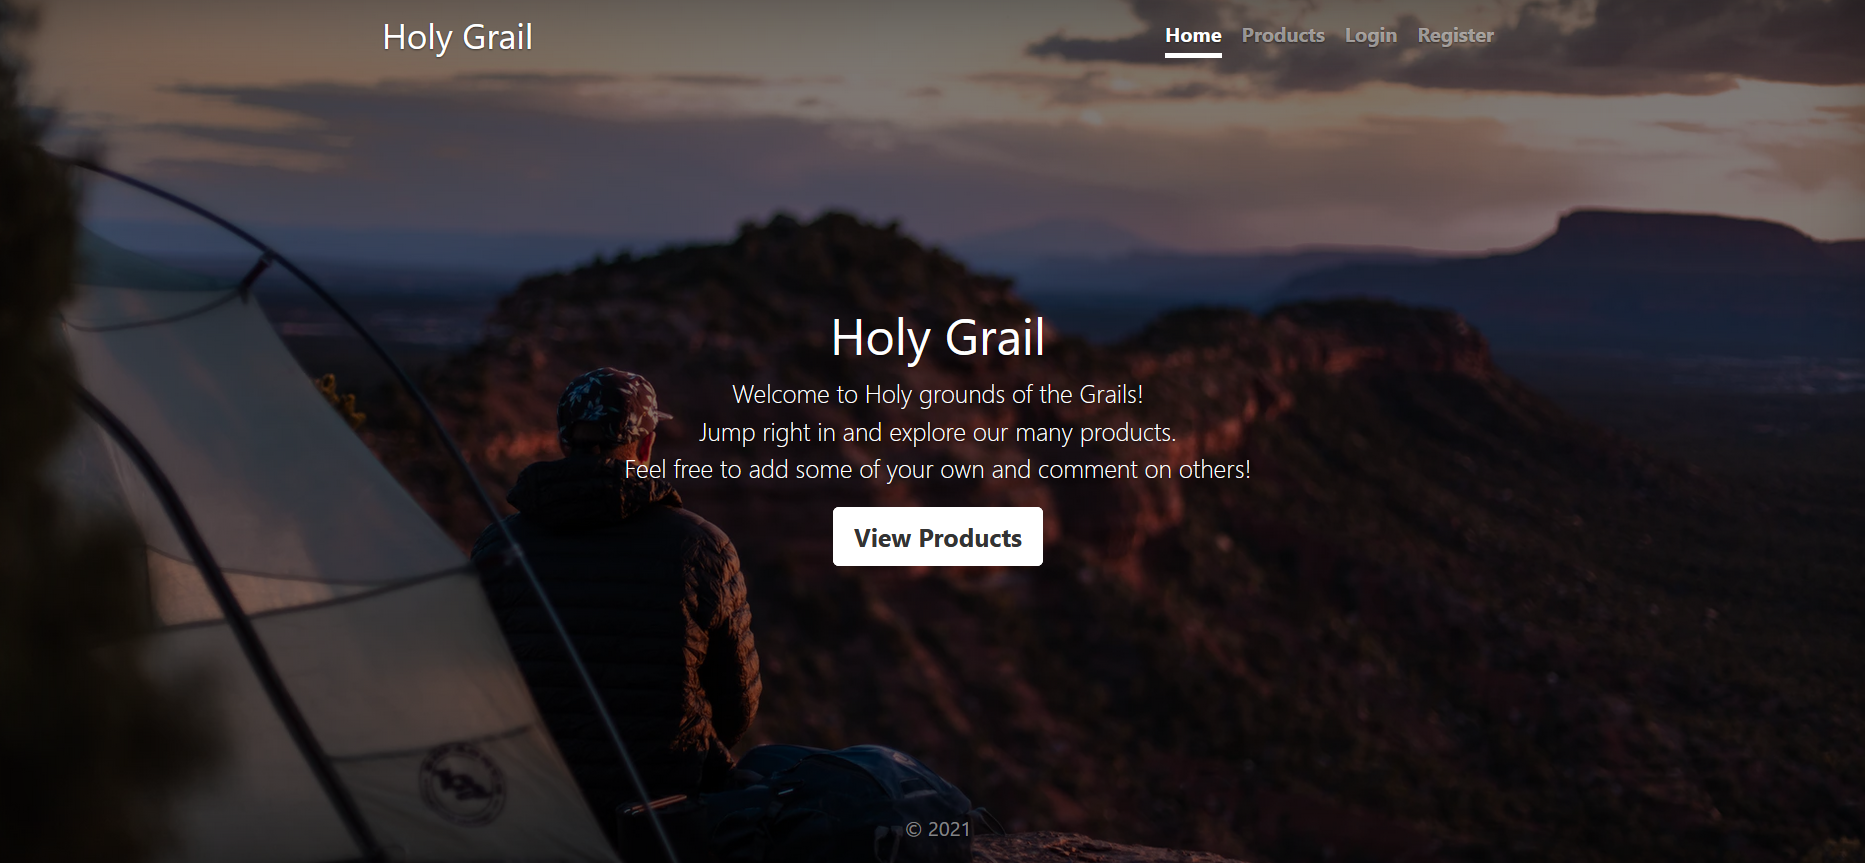 Holy Grail
Home Products Login Register
Holy Grail
Welcome to Holy grounds of the Grails!
Jump right in and explore our many products.
Feel free to add some of your own and comment on others!
View Products
© 2021